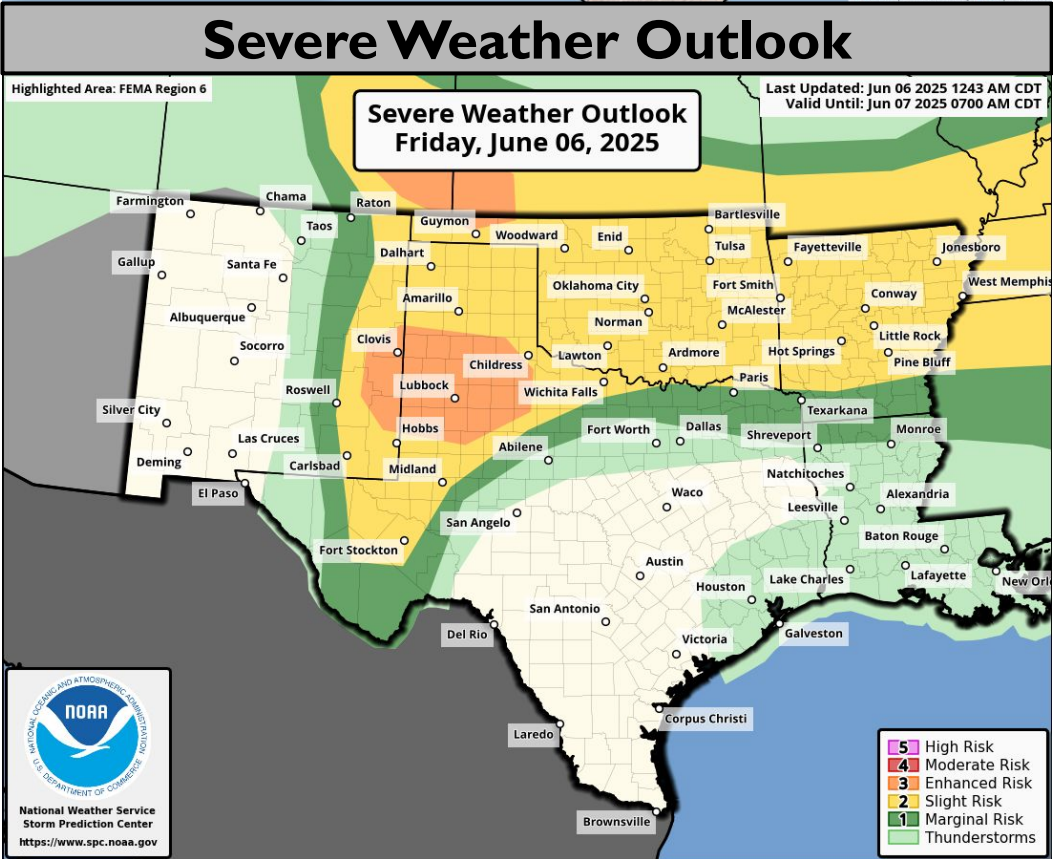 Severe Weather Outlook
Highlighted Area: FEMA Region 6
Last Updated: Jun 06 2025 1243 AM CDT
Valid Until: Jun 07 2025 0700 AM CDT
Severe Weather Outlook
Friday, June 06, 2025
Farmington
Chama
Raton
Taos
Guymon
Bartlesville
Woodward
Enid
Tulsa
Fayetteville
Jonesboro
Gallup
Santa Fe
Dalhart
Oklahoma City
Fort Smith
West Memphis
Amarillo
Conway
Albuquerque
Norman
McAlester
Clovis
Little Rock
Socorro
Childress
Lawton
Ardmore
Hot Springs
Pine Bluff
Roswell
Lubbock
Wichita Falls
Paris
Silver City
Texarkana
Hobbs
Fort Worth
Dallas
Shreveport
Monroe
Las Cruces
Abilene
Deming
Carlsbad
Midland
Natchitoches
El Paso
Waco
Alexandria
San Angelo
Leesville
Fort Stockton
Baton Rouge
Austin
Houston
Lake Charles
Lafayette
New Orl
San Antonio
Del Rio
Victoria
Galveston
Corpus Christi
Laredo
Brownsville
NATIONAL OCEANIC AND ATMOSPHERIC ADMINISTRATION
NOAA
U.S. DEPARTMENT OF COMMERCE
National Weather Service
Storm Prediction Center
https://www.spc.noaa.gov
5 High Risk
4 Moderate Risk
3 Enhanced Risk
2 Slight Risk
1 Marginal Risk
Thunderstorms